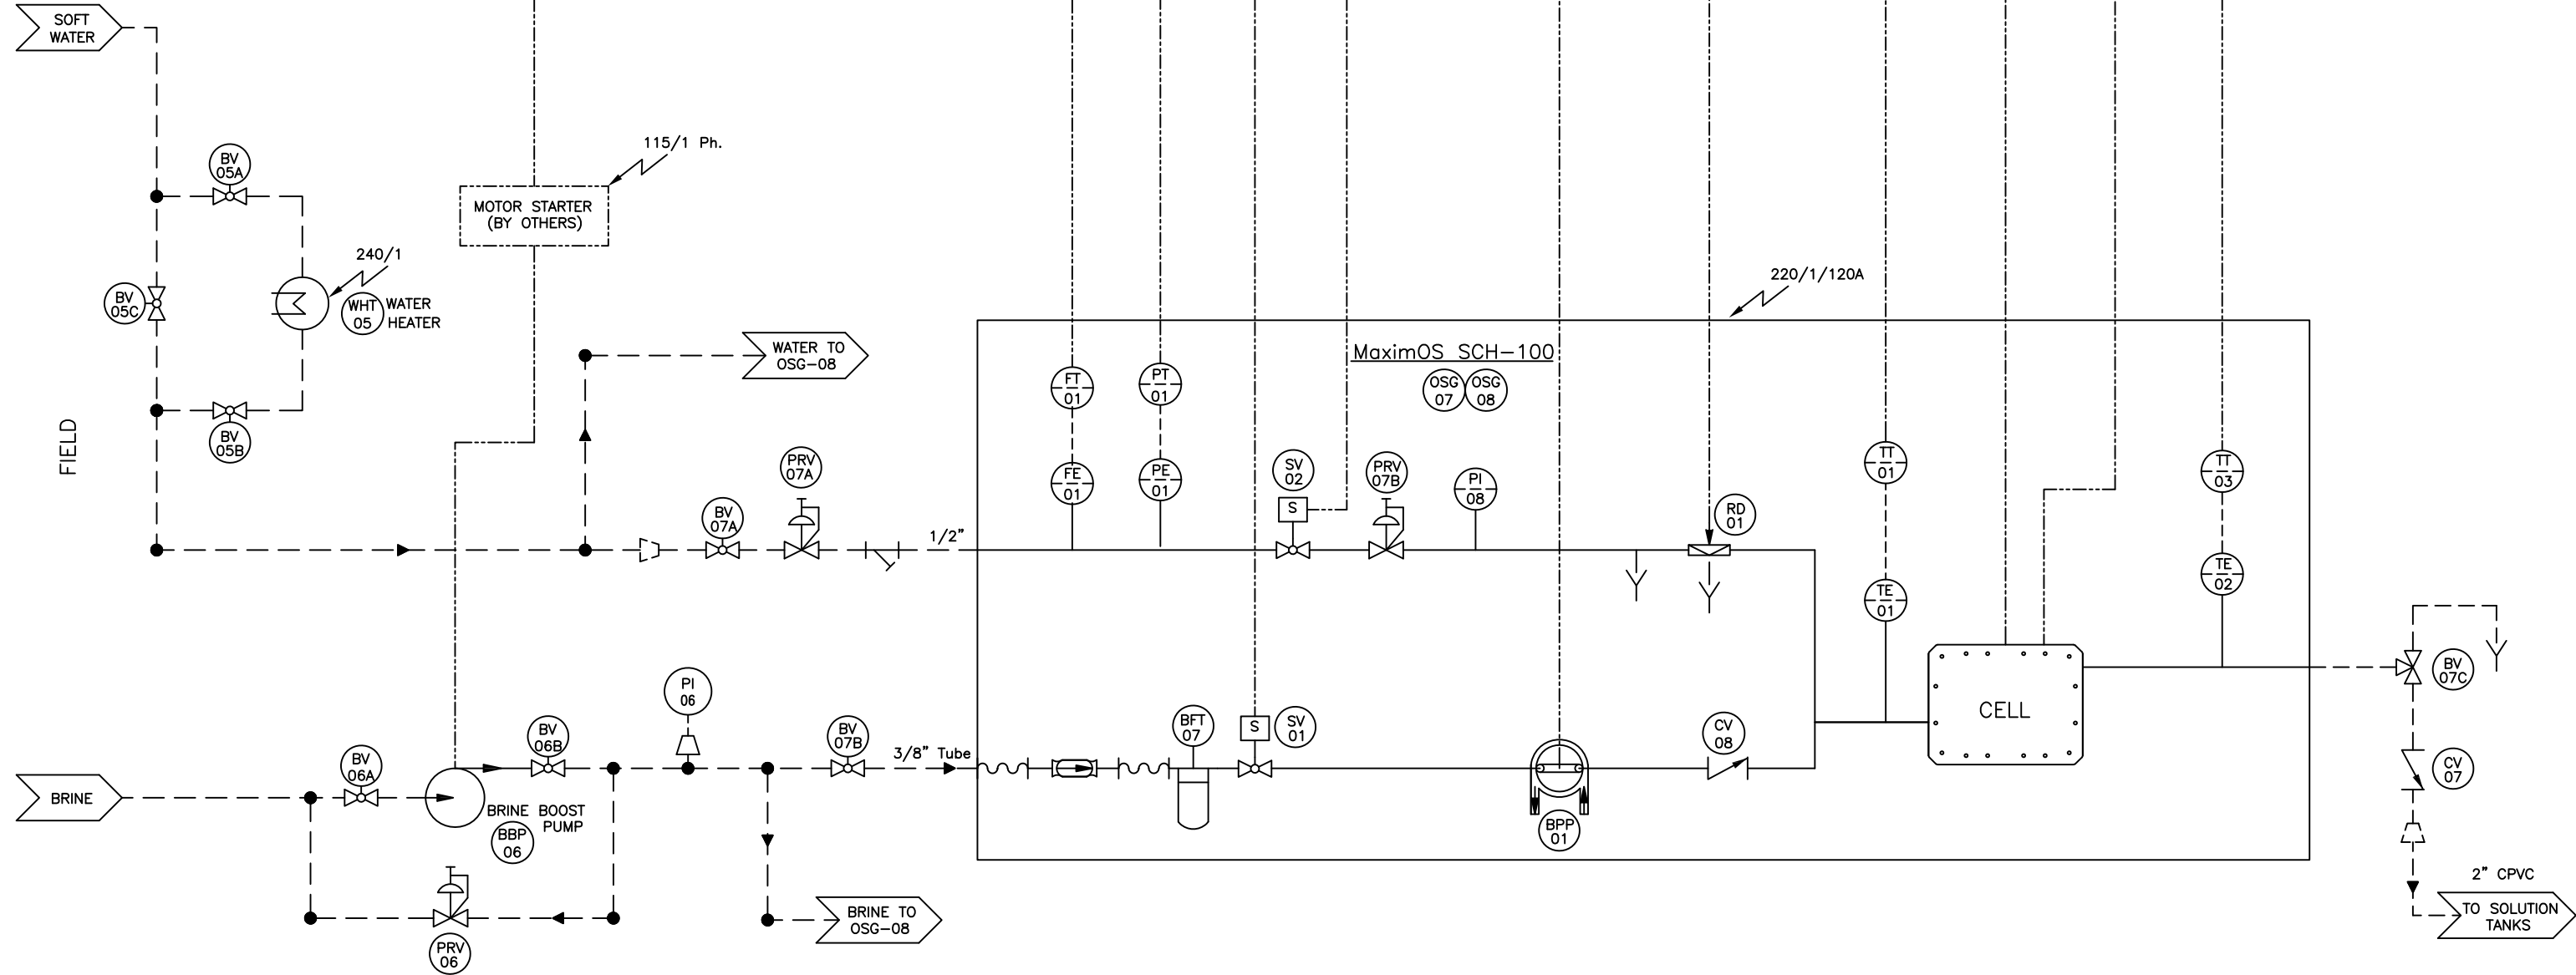 SOFT
WATER
BV
05A
115/1 Ph.
MOTOR STARTER
(BY OTHERS)
240/1
BV
05C
WHT
05
WATER
HEATER
BV
05B
FIELD
WATER TO
OSG-08
220/1/120A
MaximOS SCH-100
OSG
07
OSG
08
FT
01
PT
01
FE
01
PE
01
SV
02
PRV
07B
PI
08
RD
01
TT
01
TE
01
TT
03
TE
02
PRV
07A
BV
07A
1/2"
S
CELL
BV
07C
PI
06
BV
06B
BV
07B
3/8" Tube
BFT
07
S
SV
01
CV
08
CV
07
BRINE
BV
06A
BRINE BOOST
PUMP
BBP
06
BPP
01
PRV
06
BRINE TO
OSG-08
2" CPVC
TO SOLUTION
TANKS